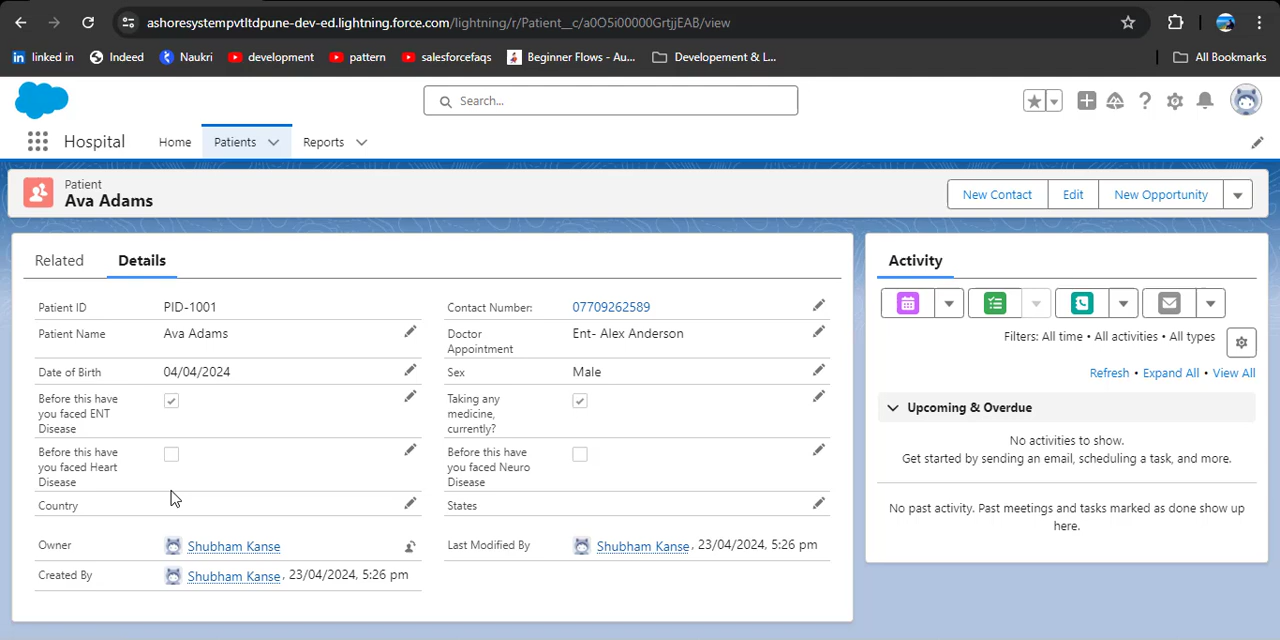 ashoresystempvtltdpune-dev-ed.lightning.force.com/lightning/r/Patient__c/a0O5i00000GrtjjEAB/view
linked in
Indeed
Naukri
development
pattern
salesforcefaqs
Beginner Flows - Au...
Developement & L...
All Bookmarks
Search...
Hospital
Home
Patients
Reports
Patient
Ava Adams
New Contact
Edit
New Opportunity
Related
Details
Patient ID
PID-1001
Contact Number:
07709262589
Patient Name
Ava Adams
Doctor
Appointment
Ent- Alex Anderson
Date of Birth
04/04/2024
Sex
Male
Before this have
you faced ENT
Disease
Taking any
medicine,
currently?
Before this have
you faced Heart
Disease
Before this have
you faced Neuro
Disease
Country
States
Owner
Shubham Kanse
Last Modified By
Shubham Kanse, 23/04/2024, 5:26 pm
Created By
Shubham Kanse, 23/04/2024, 5:26 pm
Activity
Filters: All time • All activities • All types
Refresh • Expand All • View All
Upcoming & Overdue
No activities to show.
Get started by sending an email, scheduling a task, and more.
No past activity. Past meetings and tasks marked as done show up
here.